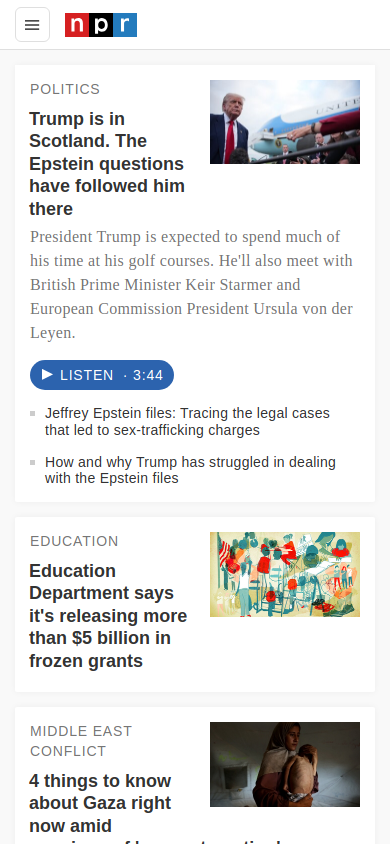 npr
POLITICS
Trump is in
Scotland. The
Epstein questions
have followed him
there
President Trump is expected to spend much of
his time at his golf courses. He'll also meet with
British Prime Minister Keir Starmer and
European Commission President Ursula von der
Leyen.
LISTEN · 3:44
Jeffrey Epstein files: Tracing the legal cases
that led to sex-trafficking charges
How and why Trump has struggled in dealing
with the Epstein files
EDUCATION
Education
Department says
it's releasing more
than $5 billion in
frozen grants
MIDDLE EAST
CONFLICT
4 things to know
about Gaza right
now amid